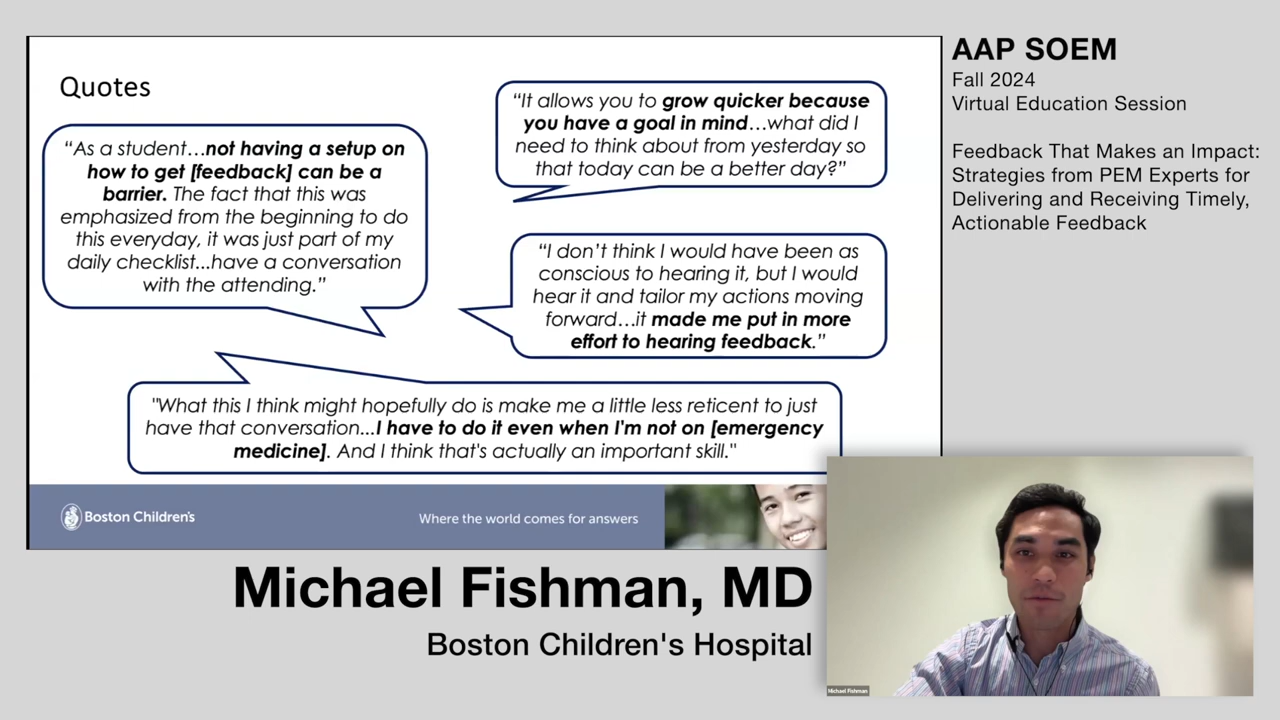 Quotes
“As a student...not having a setup on
how to get [feedback] can be a
barrier. The fact that this was
emphasized from the beginning to do
this everyday, it was just part of my
daily checklist...have a conversation
with the attending.”
“It allows you to grow quicker because
you have a goal in mind…what did I
need to think about from yesterday so
that today can be a better day?”
“I don’t think I would have been as
conscious to hearing it, but I would
hear it and tailor my actions moving
forward…it made me put in more
effort to hearing feedback.”
"What this I think might hopefully do is make me a little less reticent to just
have that conversation...I have to do it even when I'm not on [emergency
medicine]. And I think that's actually an important skill."
Boston Children's
Where the world comes for answers
AAP SOEM
Fall 2024
Virtual Education Session
Feedback That Makes an Impact:
Strategies from PEM Experts for
Delivering and Receiving Timely,
Actionable Feedback
Michael Fishman, MD
Boston Children's Hospital
Michael Fishman